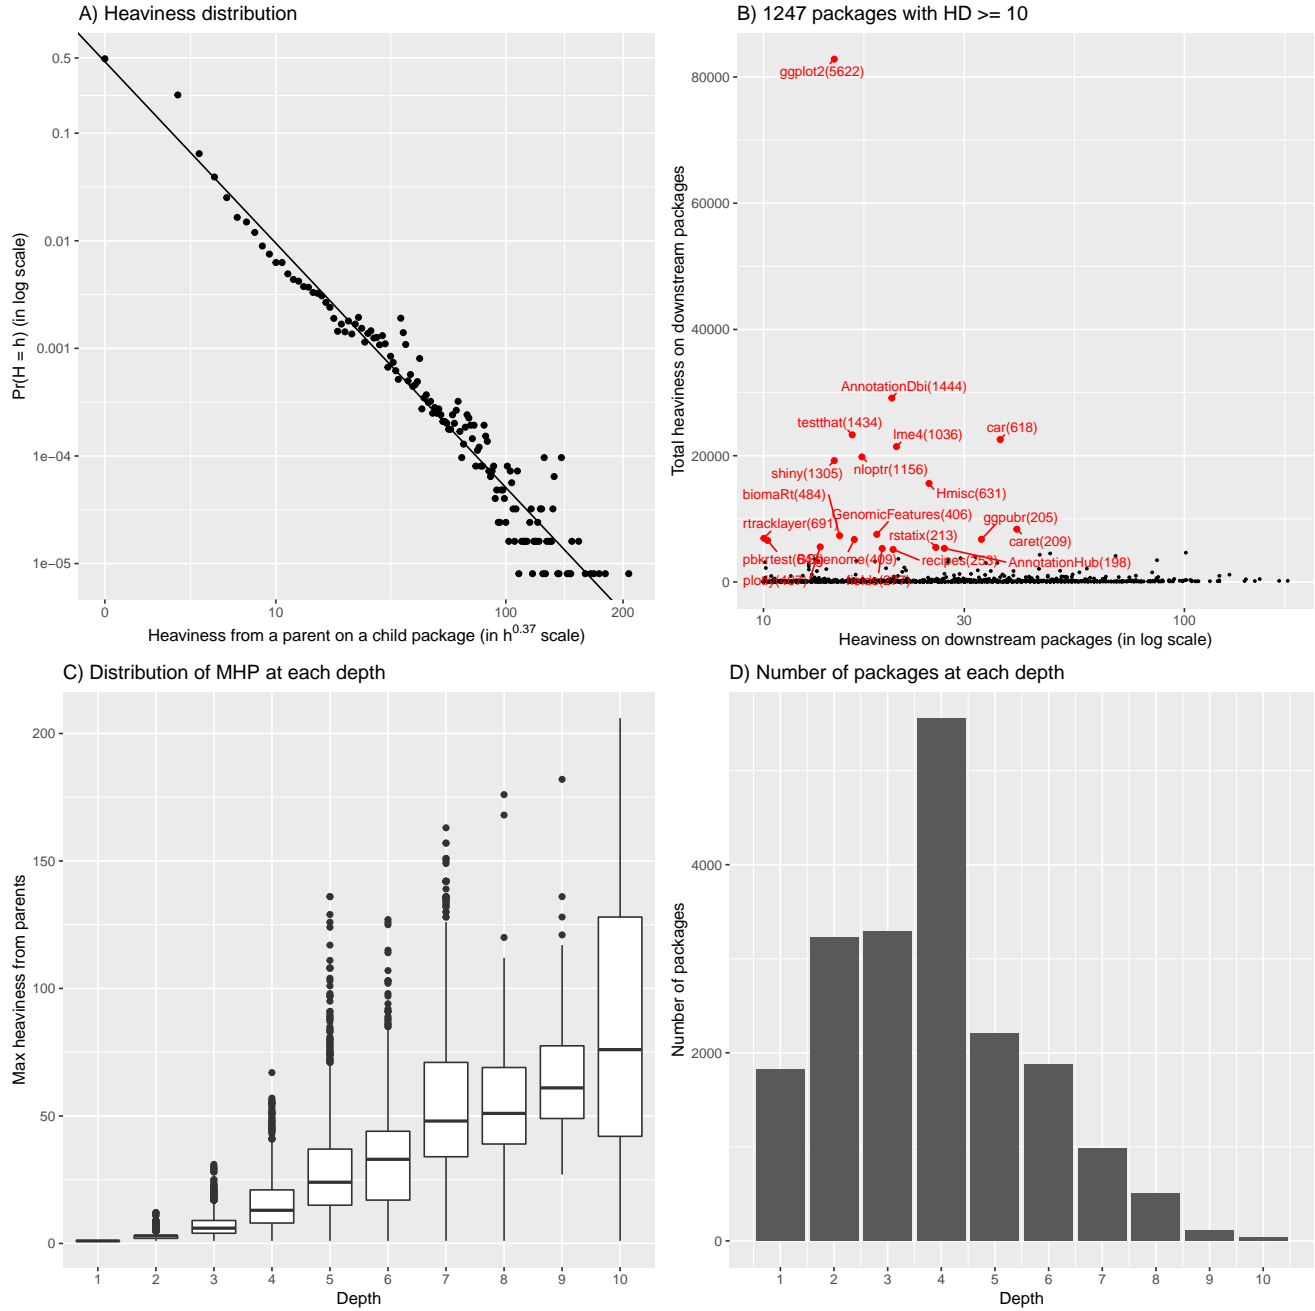 A) Heaviness distribution
Pr(H = h) (in log scale)
0.5
0.1
0.01
0.001
1e−04
1e−05
0
10
100
200
Heaviness from a parent on a child package (in h^0.37 scale)
B) 1247 packages with HD >= 10
Total heaviness on downstream packages
80000
60000
40000
20000
0
ggplot2(5622)
AnnotationDbi(1444)
testthat(1434)
lme4(1036)
car(618)
shiny(1305)
nloptr(1156)
Hmisc(631)
biomaRt(484)
GenomicFeatures(406)
ggpubr(205)
rtracklayer(691)
rstatix(213)
caret(209)
recipes(253)
AnnotationHub(198)
10
30
100
Heaviness on downstream packages (in log scale)
C) Distribution of MHP at each depth
Max heaviness from parents
200
150
100
50
0
1 2 3 4 5 6 7 8 9 10
Depth
D) Number of packages at each depth
Number of packages
4000
2000
0
1 2 3 4 5 6 7 8 9 10
Depth